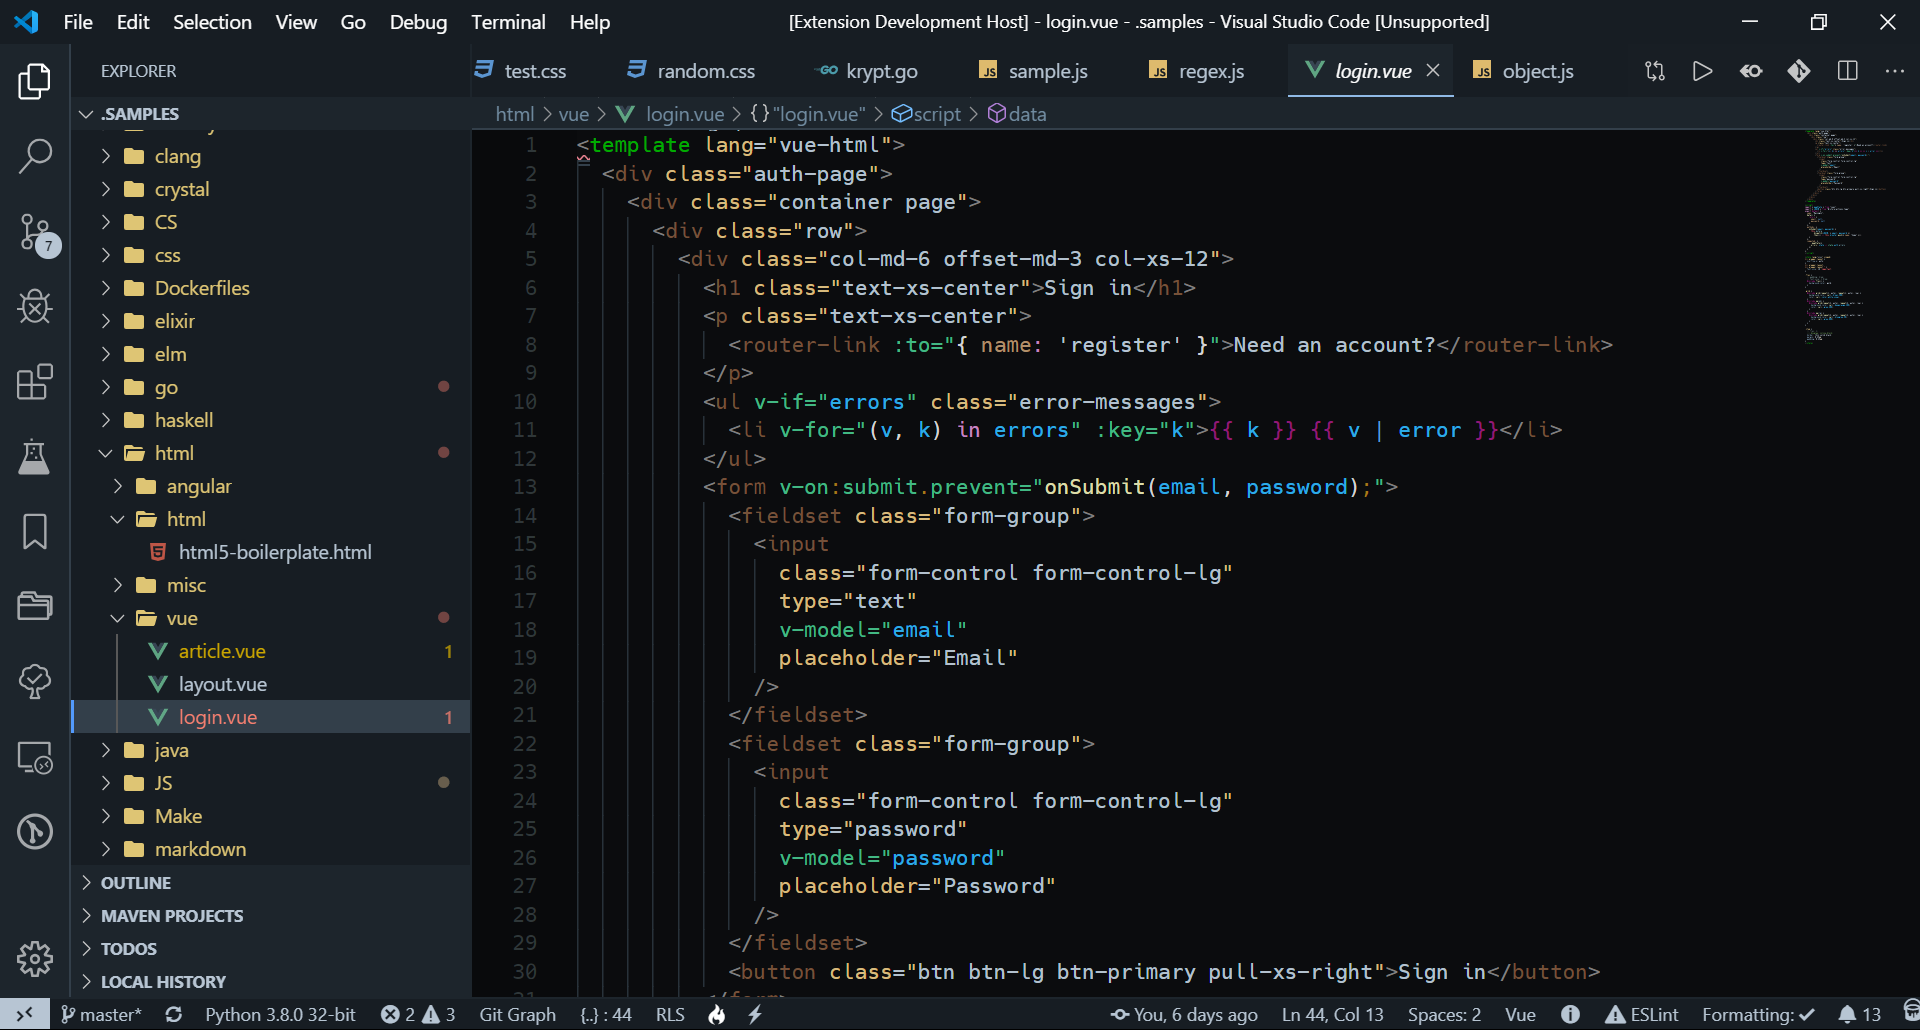 File Edit Selection View Go Debug Terminal Help
[Extension Development Host] - login.vue - .samples - Visual Studio Code [Unsupported]
EXPLORER
test.css random.css krypt.go sample.js regex.js login.vue object.js
.SAMPLES
html > vue > login.vue > {} "login.vue" > script > data
clang
crystal
CS
css
Dockerfiles
elixir
elm
go
haskell
html
angular
html
html5-boilerplate.html
misc
vue
article.vue 1
layout.vue
login.vue 1
java
JS
Make
markdown
OUTLINE
MAVEN PROJECTS
TODOS
LOCAL HISTORY
7
1 <template lang="vue-html">
2 <div class="auth-page">
3 <div class="container page">
4 <div class="row">
5 <div class="col-md-6 offset-md-3 col-xs-12">
6 <h1 class="text-xs-center">Sign in</h1>
7 <p class="text-xs-center">
8 <router-link :to="{ name: 'register' }">Need an account?</router-link>
9 </p>
10 <ul v-if="errors" class="error-messages">
11 <li v-for="(v, k) in errors" :key="k">{{ k }} {{ v | error }}</li>
12 </ul>
13 <form v-on:submit.prevent="onSubmit(email, password);">
14 <fieldset class="form-group">
15 <input
16 class="form-control form-control-lg"
17 type="text"
18 v-model="email"
19 placeholder="Email"
20 />
21 </fieldset>
22 <fieldset class="form-group">
23 <input
24 class="form-control form-control-lg"
25 type="password"
26 v-model="password"
27 placeholder="Password"
28 />
29 </fieldset>
30 <button class="btn btn-lg btn-primary pull-xs-right">Sign in</button>
master* Python 3.8.0 32-bit 2 3 Git Graph {..} : 44 RLS You, 6 days ago Ln 44, Col 13 Spaces: 2 Vue ESLint Formatting: ✓ 13